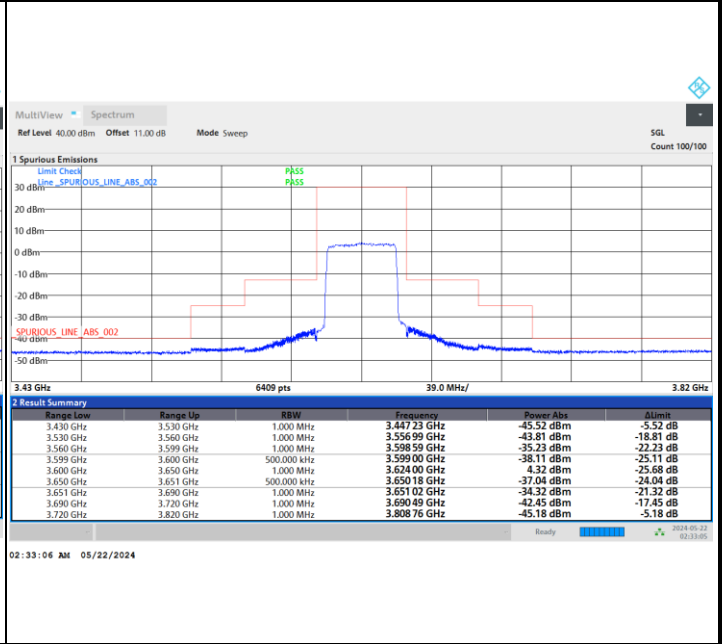 MultiView Spectrum
Ref Level 40.00 dBm Offset 11.00 dB Mode Sweep SGL
Count 100/100
1 Spurious Emissions
Limit Check PASS
Line _SPURIOUS_LINE_ABS_002 PASS
30 dBm
20 dBm
10 dBm
0 dBm
-10 dBm
-20 dBm
-30 dBm
SPURIOUS_LINE_ABS_002
-40 dBm
-50 dBm
3.43 GHz 6409 pts 39.0 MHz/ 3.82 GHz
2 Result Summary
Range Low Range Up RBW Frequency Power Abs ΔLimit
3.430 GHz 3.530 GHz 1.000 MHz 3.447 23 GHz -45.52 dBm -5.52 dB
3.530 GHz 3.560 GHz 1.000 MHz 3.556 99 GHz -43.81 dBm -18.81 dB
3.560 GHz 3.599 GHz 1.000 MHz 3.598 59 GHz -35.23 dBm -22.23 dB
3.599 GHz 3.600 GHz 500.000 kHz 3.599 00 GHz -38.11 dBm -25.11 dB
3.600 GHz 3.650 GHz 1.000 MHz 3.624 00 GHz 4.32 dBm -25.68 dB
3.650 GHz 3.651 GHz 500.000 kHz 3.650 18 GHz -37.04 dBm -24.04 dB
3.651 GHz 3.690 GHz 1.000 MHz 3.651 02 GHz -34.32 dBm -21.32 dB
3.690 GHz 3.720 GHz 1.000 MHz 3.690 49 GHz -42.45 dBm -17.45 dB
3.720 GHz 3.820 GHz 1.000 MHz 3.808 76 GHz -45.18 dBm -5.18 dB
Ready 2024-05-22
02:33:05
02:33:06 AM 05/22/2024